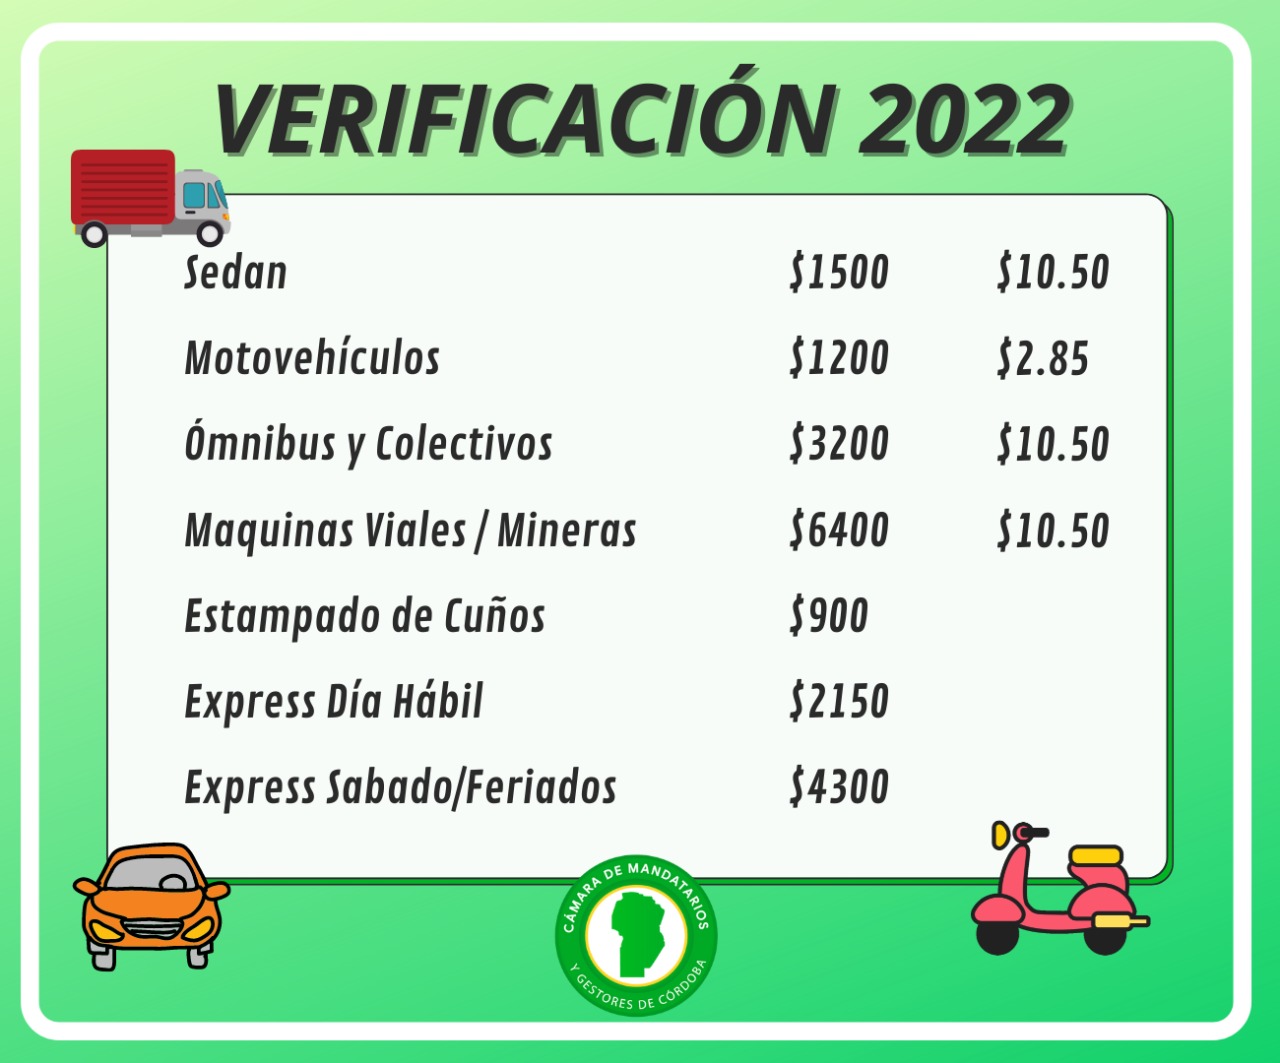 VERIFICACIÓN 2022
Sedan $1500 $10.50
Motovehículos $1200 $2.85
Ómnibus y Colectivos $3200 $10.50
Maquinas Viales / Mineras $6400 $10.50
Estampado de Cuños $900
Express Día Hábil $2150
Express Sabado/Feriados $4300
CÁMARA DE MANDATARIOS
Y GESTORES DE CÓRDOBA